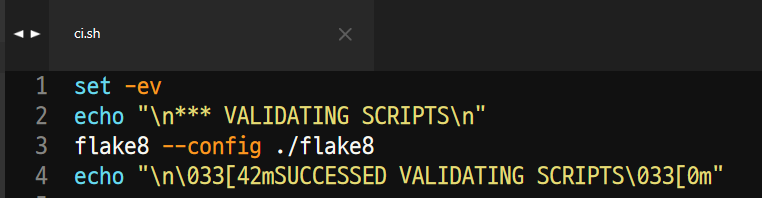 ci.sh
1 set -ev
2 echo "\n*** VALIDATING SCRIPTS\n"
3 flake8 --config ./flake8
4 echo "\n\033[42mSUCCESSED VALIDATING SCRIPTS\033[0m"